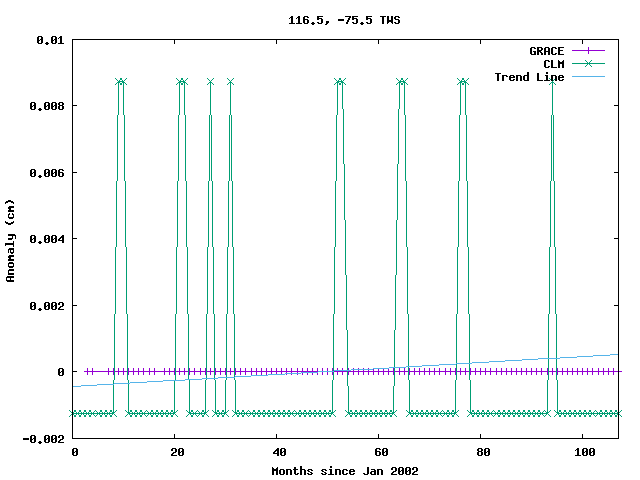 116.5, -75.5 TWS
0.01
GRACE
CLM
Trend Line
0.008
0.006
0.004
0.002
0
-0.002
Anomaly (cm)
0 20 40 60 80 100
Months since Jan 2002